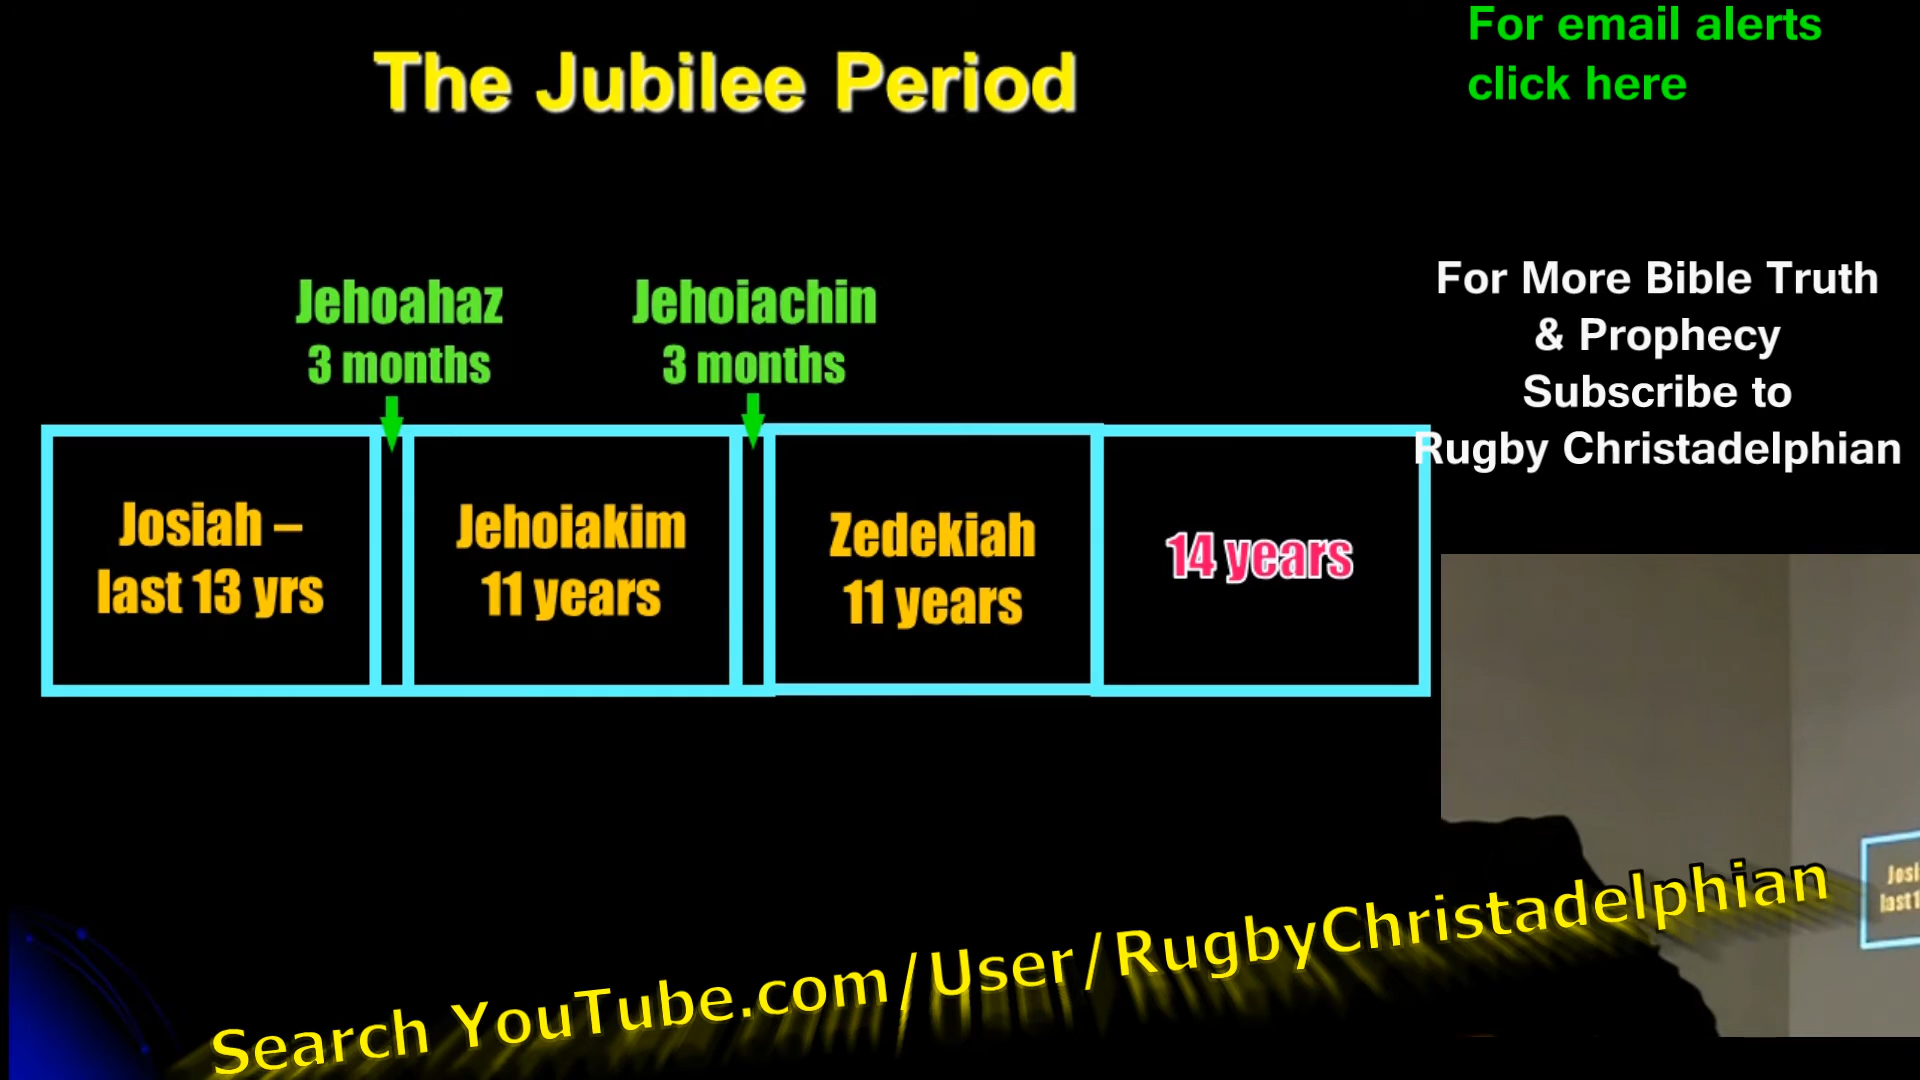 The Jubilee Period
For email alerts
click here
For More Bible Truth
& Prophecy
Subscribe to
Rugby Christadelphian
Jehoahaz
3 months
Jehoiachin
3 months
Josiah –
last 13 yrs
Jehoiakim
11 years
Zedekiah
11 years
14 years
Search YouTube.com/User/RugbyChristadelphian